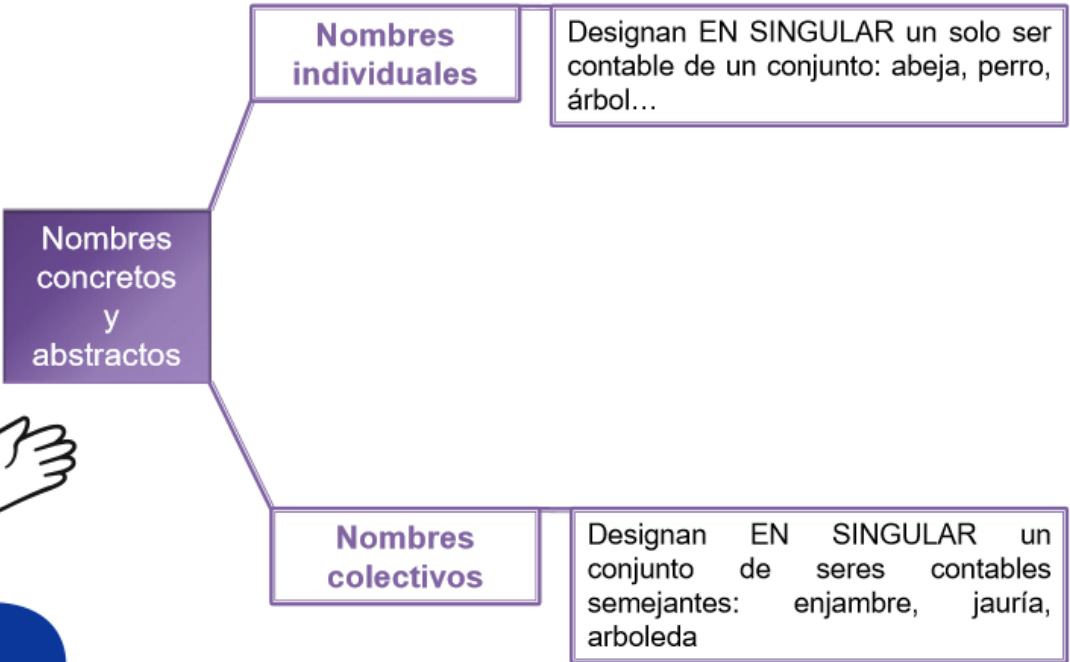 Nombres
individuales
Designan EN SINGULAR un solo ser
contable de un conjunto: abeja, perro,
árbol…
Nombres
concretos
y
abstractos
Nombres
colectivos
Designan EN SINGULAR un
conjunto de seres contables
semejantes: enjambre, jauría,
arboleda